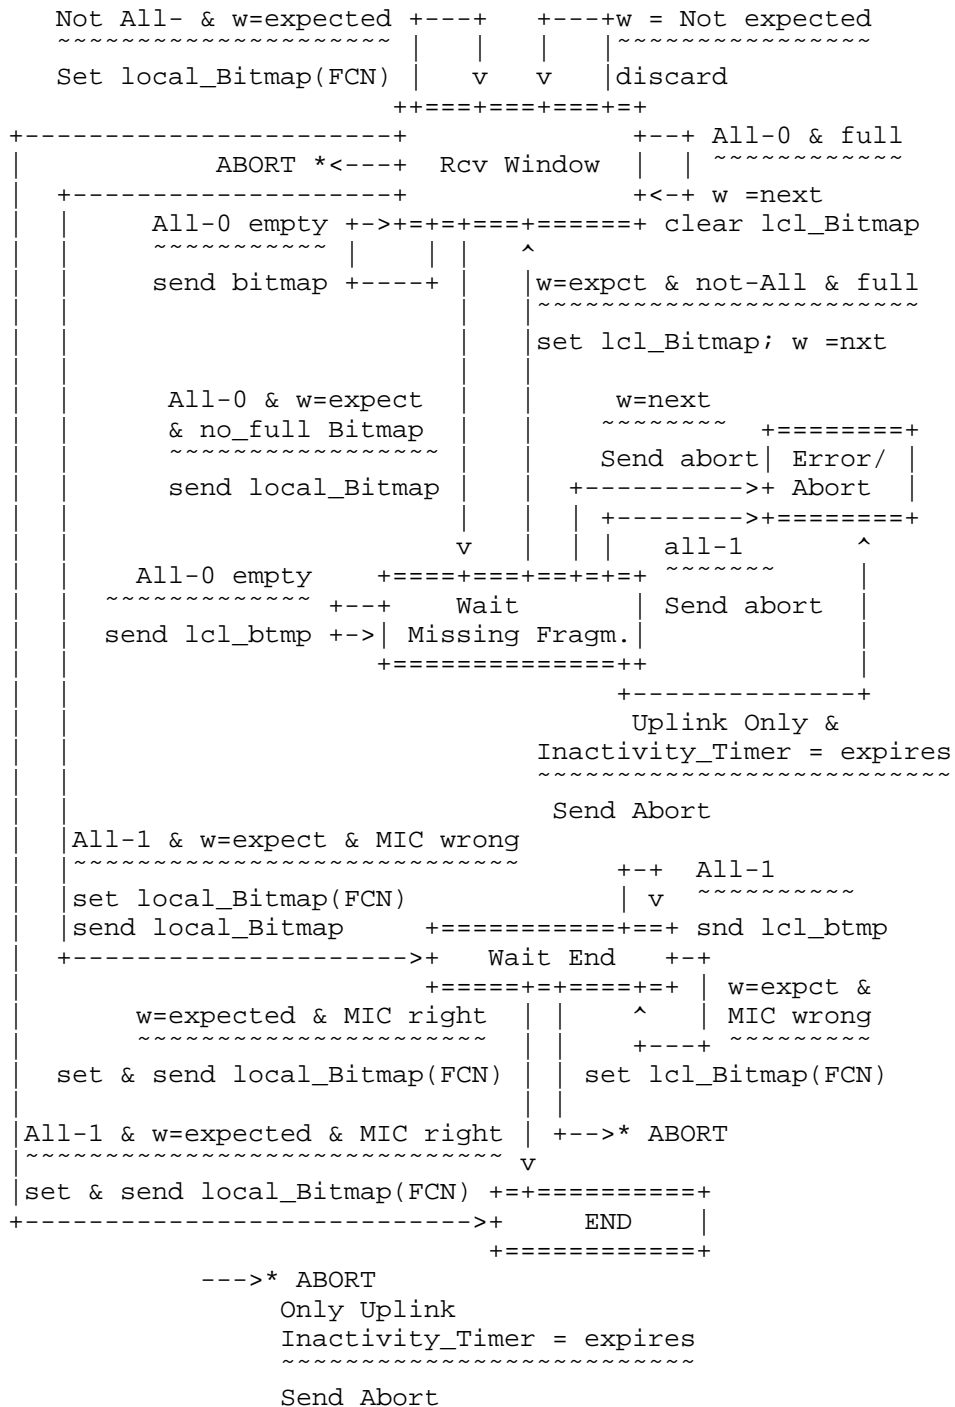 Not All- & w=expected +---+   +---+w = Not expected
~~~~~~~~~~~~~~~~~~~~~ |   |   |   |~~~~~~~~~~~~~~~~
Set local_Bitmap(FCN) |   v   v   |discard
++===+===+===+=+
+-----------------------+              +--+ All-0 & full
|            ABORT *<---+  Rcv Window  |  | ~~~~~~~~~~~~
|  +--------------------+              +<-+ w =next
|  |     All-0 empty +->+=+=+===+======+ clear lcl_Bitmap
|  |     ~~~~~~~~~~~ |    | |   ^
|  |     send bitmap +----+ |   |w=expct & not-All & full
|  |                        |   |~~~~~~~~~~~~~~~~~~~~~~~~
|  |                        |   |set lcl_Bitmap; w =nxt
|  |                        |   |
|  |      All-0 & w=expect  |   |     w=next
|  |      & no_full Bitmap  |   |    ~~~~~~~~  +========+
|  |      ~~~~~~~~~~~~~~~~~ |   |    Send abort| Error/ |
|  |      send local_Bitmap |   |  +---------->+ Abort  |
|  |                        |   |  | +-------->+========+
|  |                        v   |  | |   all-1       ^
|  |    All-0 empty    +====+===+==+=+=+ ~~~~~~~     |
|  |  ~~~~~~~~~~~~~ +--+    Wait       | Send abort  |
|  |  send lcl_btmp +->| Missing Fragm.|             |
|  |                   +==============++             |
|  |                                  +--------------+
|  |                                   Uplink Only &
|  |                             Inactivity_Timer = expires
|  |                             ~~~~~~~~~~~~~~~~~~~~~~~~~~
|  |                              Send Abort
|  |All-1 & w=expect & MIC wrong
|  |~~~~~~~~~~~~~~~~~~~~~~~~~~~~      +-+  All-1
|  |set local_Bitmap(FCN)             | v  ~~~~~~~~~~
|  |send local_Bitmap     +===========+==+ snd lcl_btmp
|  +--------------------->+   Wait End   +-+
|                         +=====+=+====+=+ | w=expct &
|       w=expected & MIC right  | |    ^   | MIC wrong
|       ~~~~~~~~~~~~~~~~~~~~~~  | |    +---+ ~~~~~~~~~
|  set & send local_Bitmap(FCN) | | set lcl_Bitmap(FCN)
|                               | |
|All-1 & w=expected & MIC right | +-->* ABORT
|~~~~~~~~~~~~~~~~~~~~~~~~~~~~~~ v
|set & send local_Bitmap(FCN) +=+==========+
+---------------------------->+     END    |
+============+
--->* ABORT
Only Uplink
Inactivity_Timer = expires
~~~~~~~~~~~~~~~~~~~~~~~~~~
Send Abort